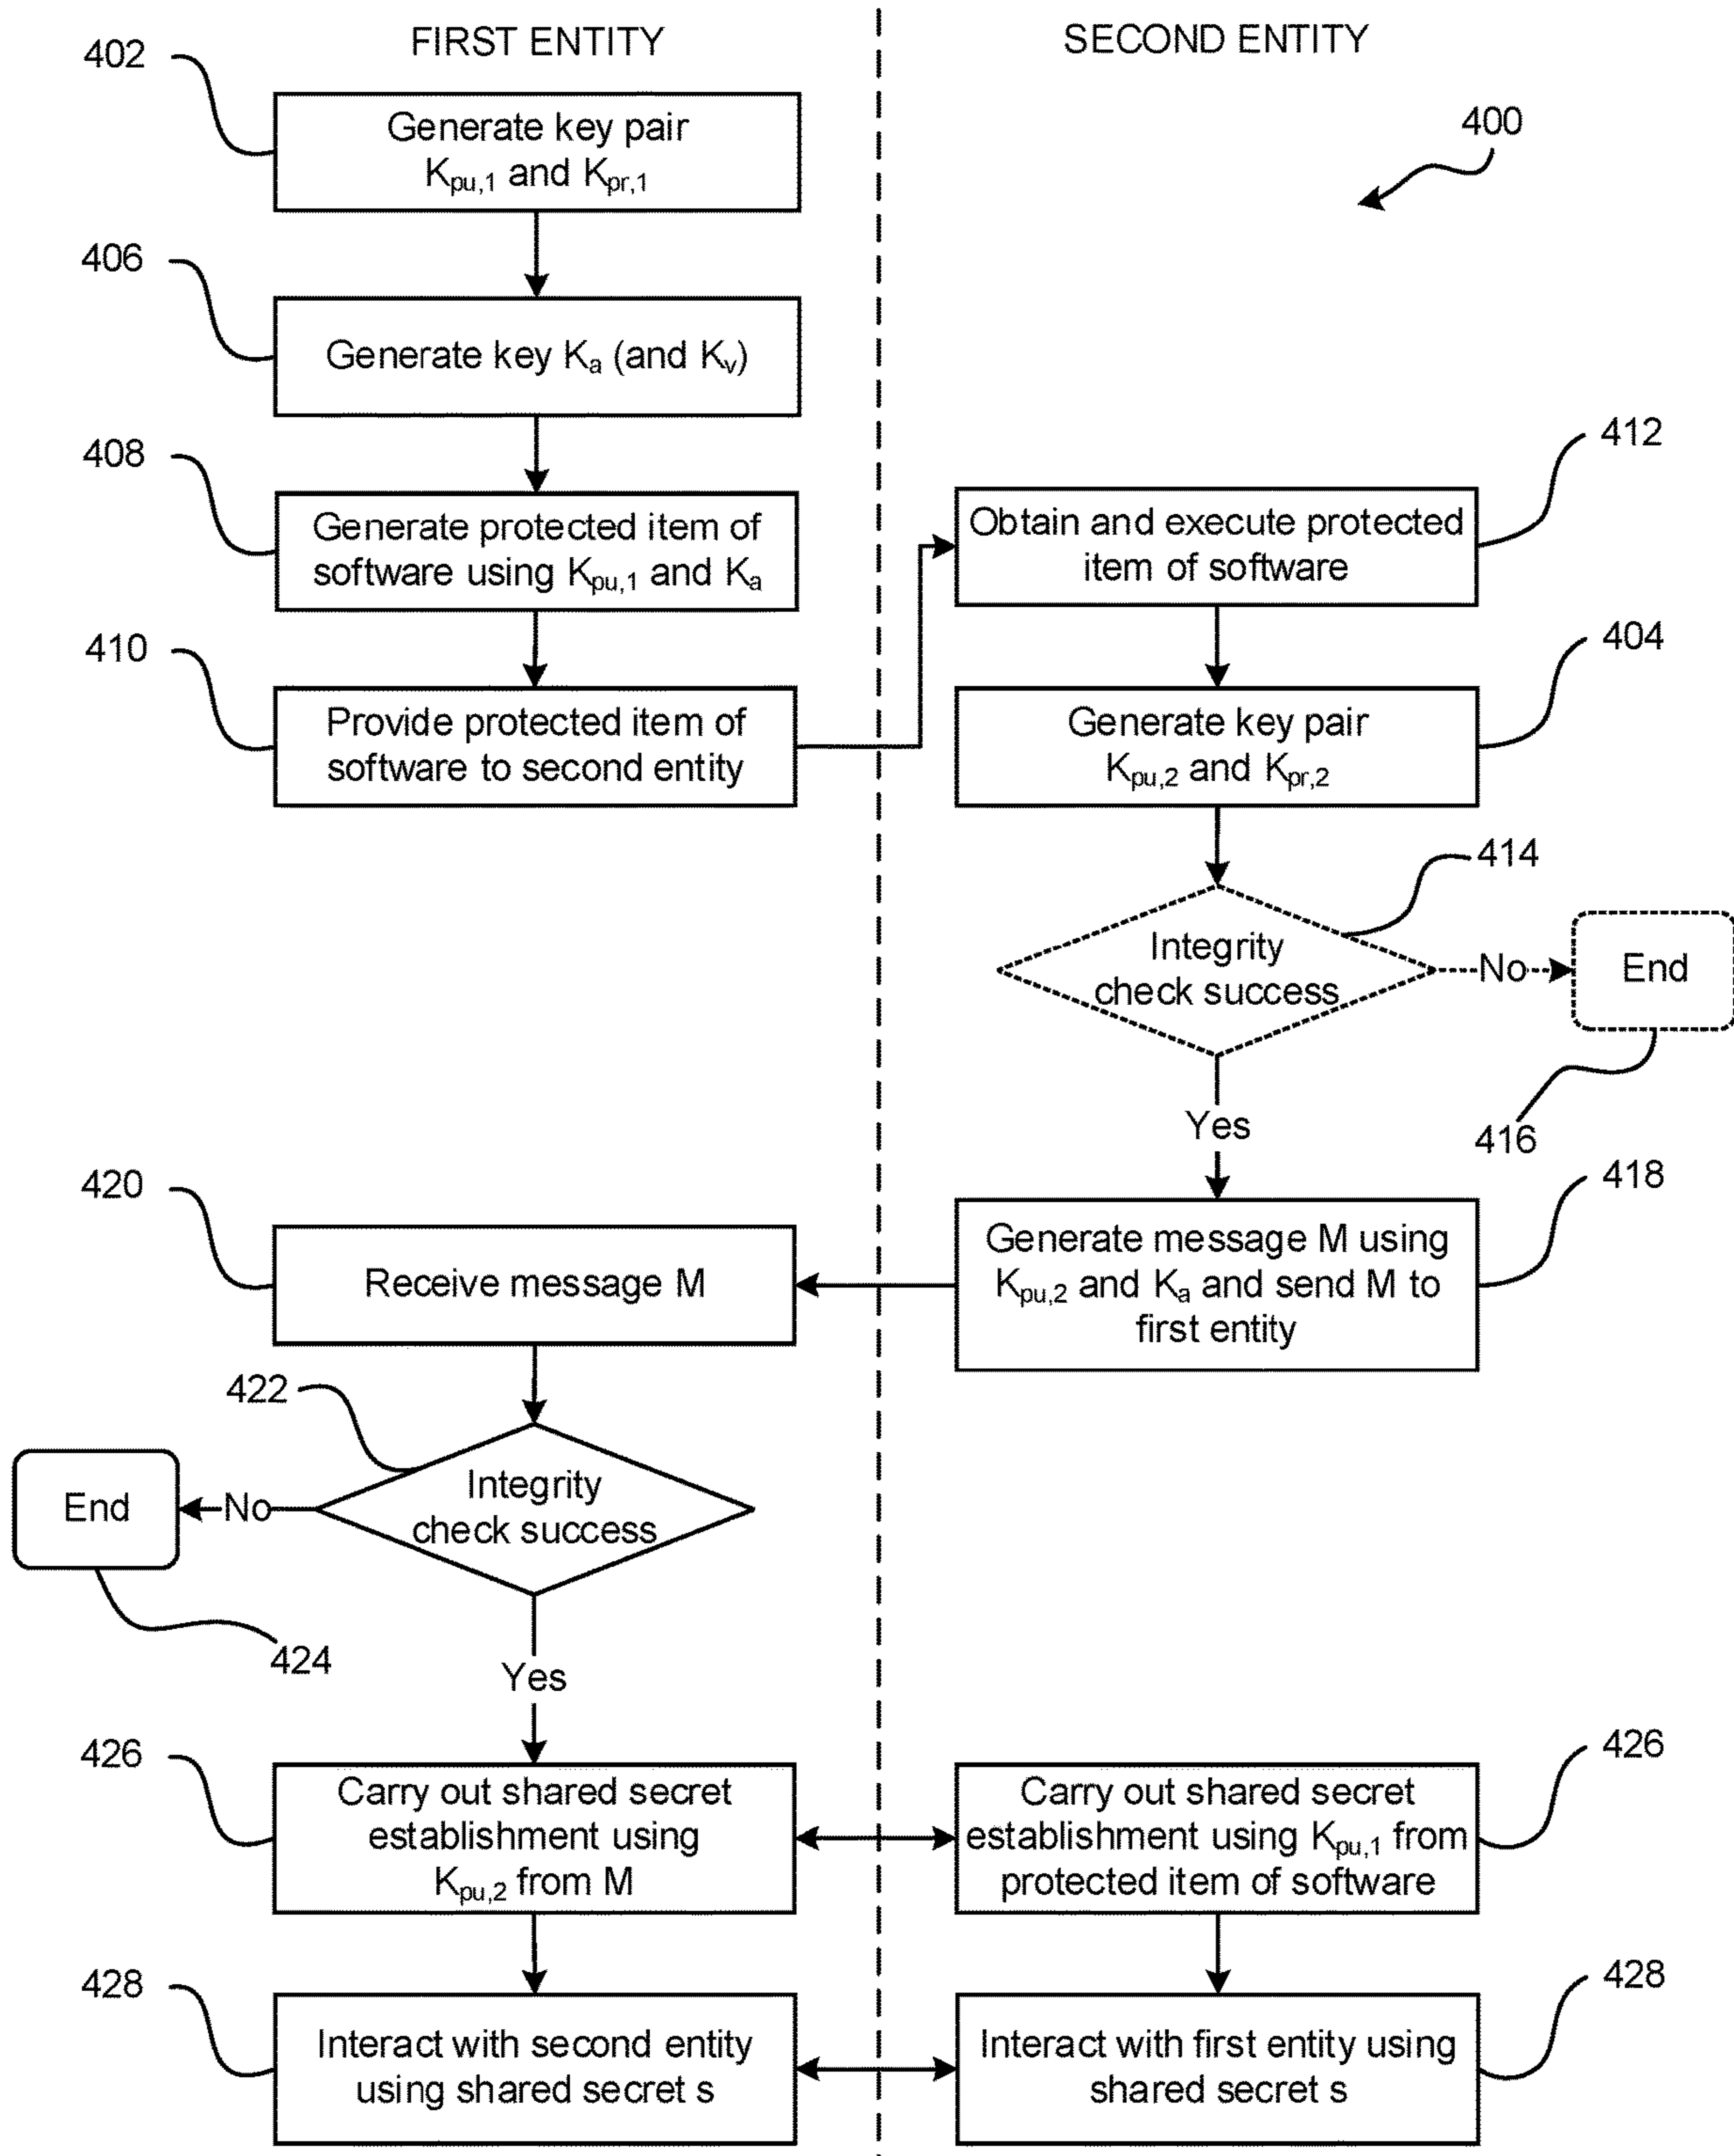 FIRST ENTITY
SECOND ENTITY
400
402
Generate key pair
Kpu,1 and Kpr,1
406
Generate key Ka (and Kv)
408
Generate protected item of
software using Kpu,1 and Ka
410
Provide protected item of
software to second entity
412
Obtain and execute protected
item of software
404
Generate key pair
Kpu,2 and Kpr,2
414
Integrity
check success
No
End
416
Yes
418
Generate message M using
Kpu,2 and Ka and send M to
first entity
420
Receive message M
422
Integrity
check success
No
End
424
Yes
426
Carry out shared secret
establishment using
Kpu,2 from M
426
Carry out shared secret
establishment using Kpu,1 from
protected item of software
428
Interact with second entity
using shared secret s
428
Interact with first entity using
shared secret s